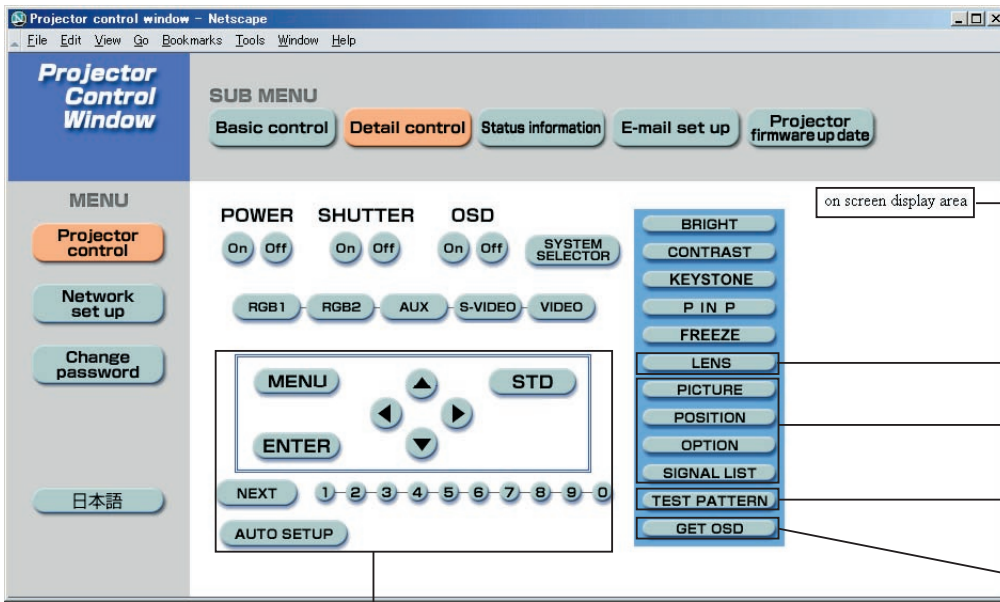 Projector control window - Netscape
File Edit View Go Bookmarks Tools Window Help
Projector
Control
Window
SUB MENU
Basic control Detail control Status information E-mail set up Projector
firmware up date
MENU
Projector
control
Network
set up
Change
password
日本語
POWER SHUTTER OSD
On Off On Off On Off SYSTEM
SELECTOR
RGB1 RGB2 AUX S-VIDEO VIDEO
MENU STD
ENTER
NEXT 1 2 3 4 5 6 7 8 9 0
AUTO SETUP
on screen display area
BRIGHT
CONTRAST
KEYSTONE
P IN P
FREEZE
LENS
PICTURE
POSITION
OPTION
SIGNAL LIST
TEST PATTERN
GET OSD